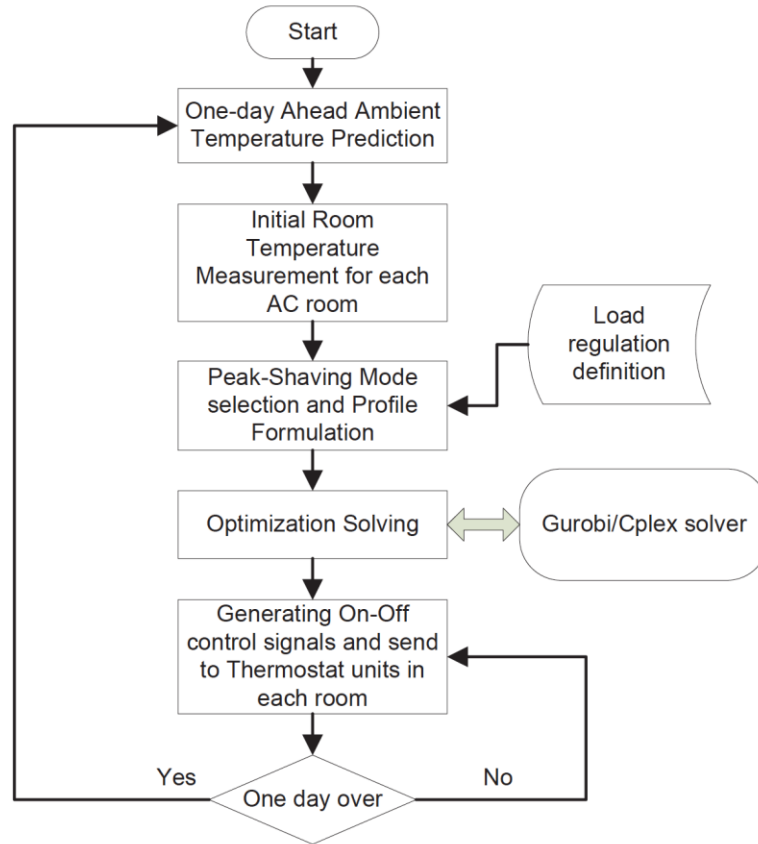 Start
One-day Ahead Ambient
Temperature Prediction
Initial Room
Temperature
Measurement for each
AC room
Load
regulation
definition
Peak-Shaving Mode
selection and Profile
Formulation
Optimization Solving
Gurobi/Cplex solver
Generating On-Off
control signals and send
to Thermostat units in
each room
Yes
One day over
No